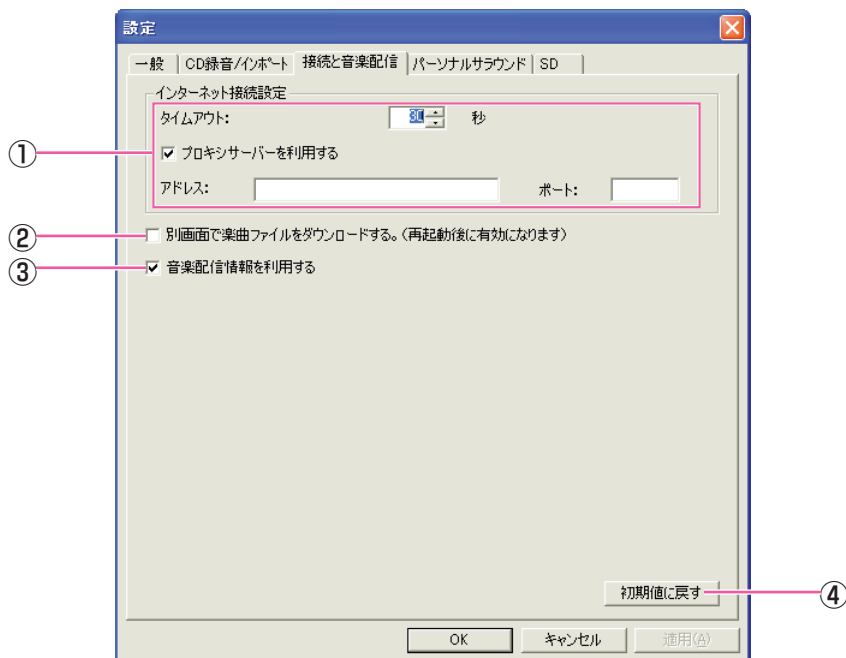 設定
一般 CD録音/インポート 接続と音楽配信 パーソナルサラウンド SD
インターネット接続設定
タイムアウト: 30 秒
① プロキシサーバーを利用する
アドレス: ポート:
② 別画面で楽曲ファイルをダウンロードする。(再起動後に有効になります)
③ 音楽配信情報を利用する
初期値に戻す ④
OK キャンセル 適用(A)